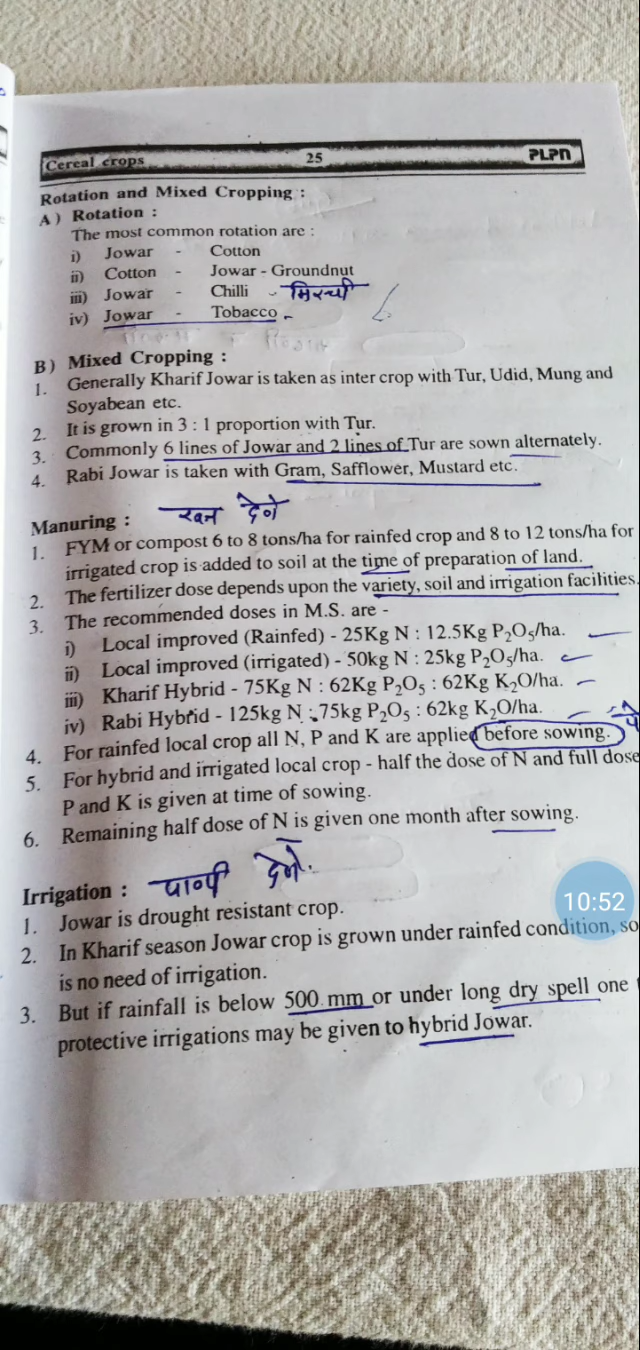 Cereal crops 25 PLPN
Rotation and Mixed Cropping :
A) Rotation :
The most common rotation are :
i) Jowar - Cotton
ii) Cotton - Jowar - Groundnut
iii) Jowar - Chilli - मिरची
iv) Jowar - Tobacco
B) Mixed Cropping :
1. Generally Kharif Jowar is taken as inter crop with Tur, Udid, Mung and
Soyabean etc.
2. It is grown in 3 : 1 proportion with Tur.
3. Commonly 6 lines of Jowar and 2 lines of Tur are sown alternately.
4. Rabi Jowar is taken with Gram, Safflower, Mustard etc.
Manuring : खत देणे
1. FYM or compost 6 to 8 tons/ha for rainfed crop and 8 to 12 tons/ha for
irrigated crop is added to soil at the time of preparation of land.
2. The fertilizer dose depends upon the variety, soil and irrigation facilities.
3. The recommended doses in M.S. are -
i) Local improved (Rainfed) - 25Kg N : 12.5Kg P₂O₅/ha.
ii) Local improved (irrigated) - 50kg N : 25kg P₂O₅/ha.
iii) Kharif Hybrid - 75Kg N : 62Kg P₂O₅ : 62Kg K₂O/ha.
iv) Rabi Hybrid - 125kg N : 75kg P₂O₅ : 62kg K₂O/ha.
4. For rainfed local crop all N, P and K are applied before sowing.
5. For hybrid and irrigated local crop - half the dose of N and full dose
P and K is given at time of sowing.
6. Remaining half dose of N is given one month after sowing.
Irrigation : पाणी देणे.
1. Jowar is drought resistant crop.
10:52
2. In Kharif season Jowar crop is grown under rainfed condition, so
is no need of irrigation.
3. But if rainfall is below 500 mm or under long dry spell one
protective irrigations may be given to hybrid Jowar.